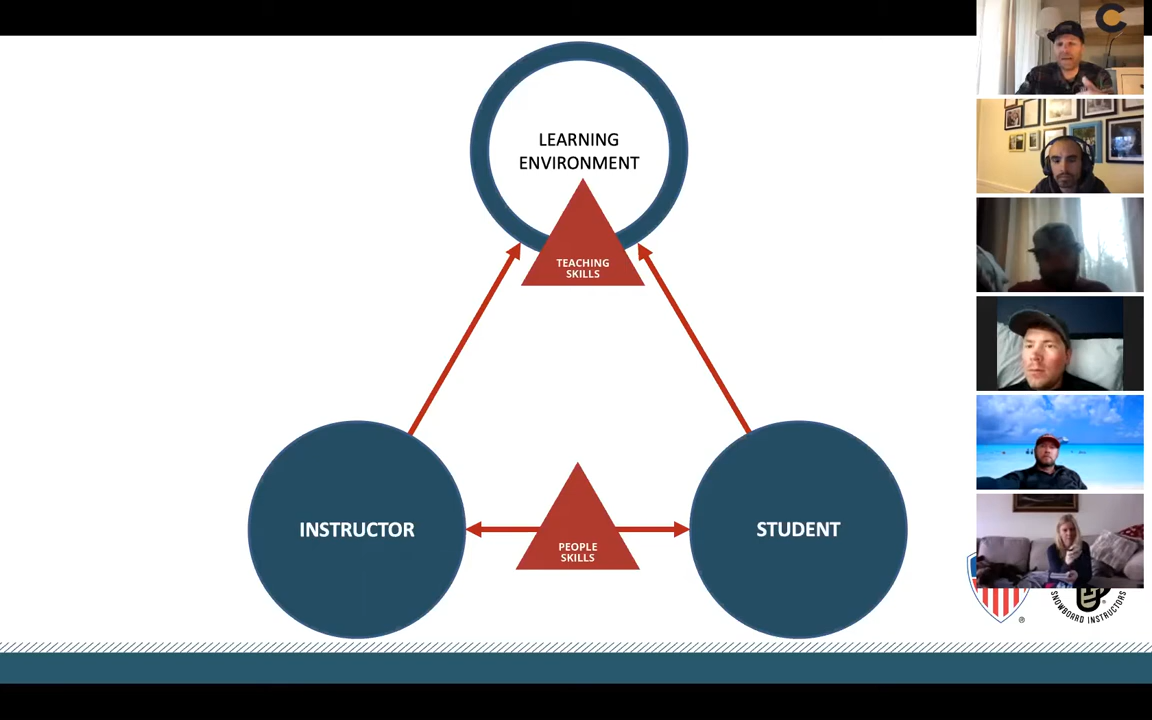 LEARNING
ENVIRONMENT
TEACHING
SKILLS
INSTRUCTOR
PEOPLE
SKILLS
STUDENT
®
SNOWBOARD INSTRUCTORS
®